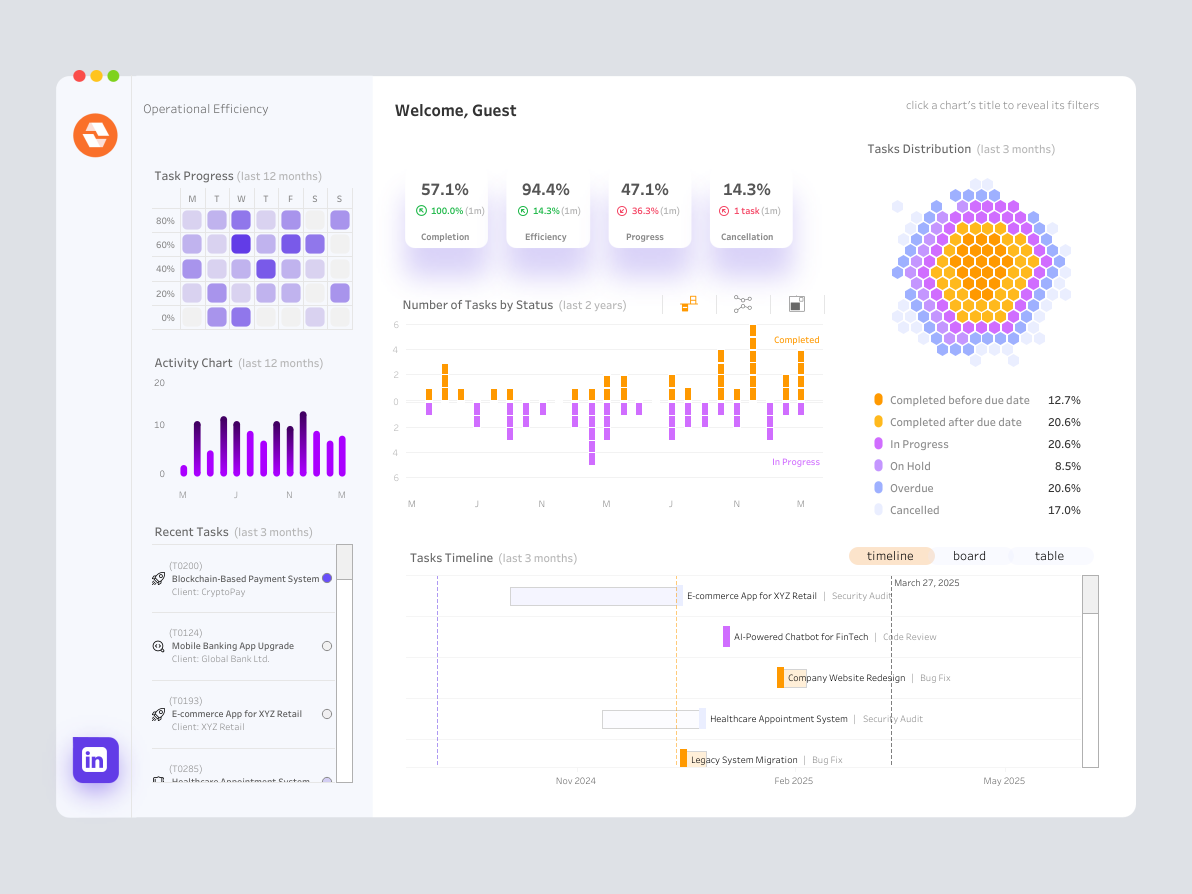 Operational Efficiency
Welcome, Guest
click a chart's title to reveal its filters
Task Progress (last 12 months)
M T W T F S S
80%
60%
40%
20%
0%
Activity Chart (last 12 months)
20
10
0
M J N M
Recent Tasks (last 3 months)
(T0200)
Blockchain-Based Payment System
Client: CryptoPay
(T0124)
Mobile Banking App Upgrade
Client: Global Bank Ltd.
(T0193)
E-commerce App for XYZ Retail
Client: XYZ Retail
(T0285)
Healthcare Appointment System
in
57.1%
100.0% (1m)
Completion
94.4%
14.3% (1m)
Efficiency
47.1%
36.3% (1m)
Progress
14.3%
1 task (1m)
Cancellation
Number of Tasks by Status (last 2 years)
6
4
2
0
2
4
6
Completed
In Progress
M J N M J N M
Tasks Distribution (last 3 months)
Completed before due date 12.7%
Completed after due date 20.6%
In Progress 20.6%
On Hold 8.5%
Overdue 20.6%
Cancelled 17.0%
Tasks Timeline (last 3 months)
timeline board table
March 27, 2025
E-commerce App for XYZ Retail | Security Audit
AI-Powered Chatbot for FinTech | Code Review
Company Website Redesign | Bug Fix
Healthcare Appointment System | Security Audit
Legacy System Migration | Bug Fix
Nov 2024 Feb 2025 May 2025